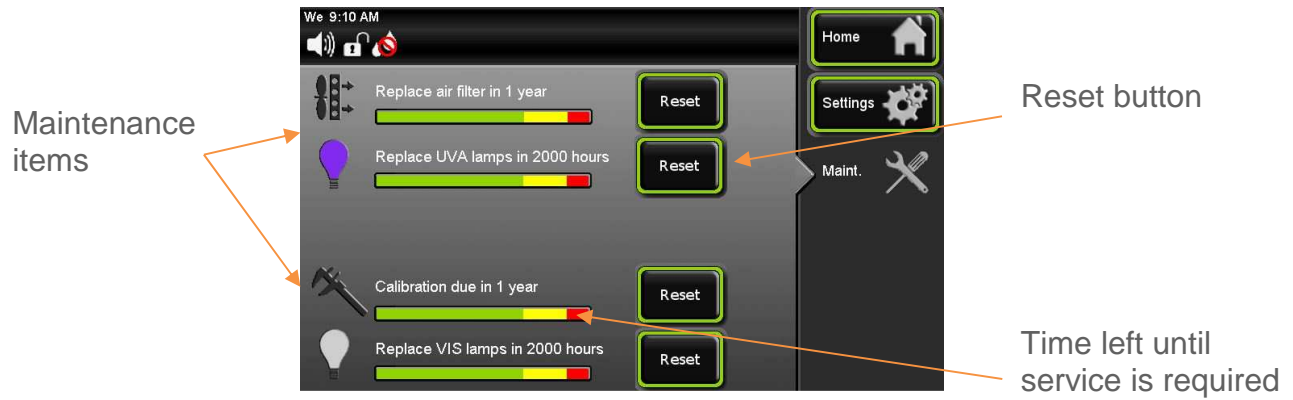 We 9:10 AM
Home
Replace air filter in 1 year
Reset
Settings
Reset button
Maintenance
items
Replace UVA lamps in 2000 hours
Reset
Maint.
Calibration due in 1 year
Reset
Replace VIS lamps in 2000 hours
Reset
Time left until
service is required